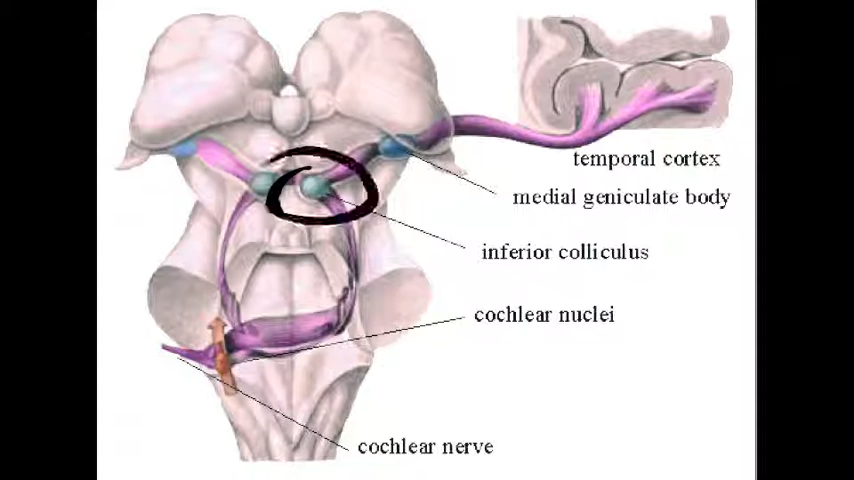 temporal cortex
medial geniculate body
inferior colliculus
cochlear nuclei
cochlear nerve